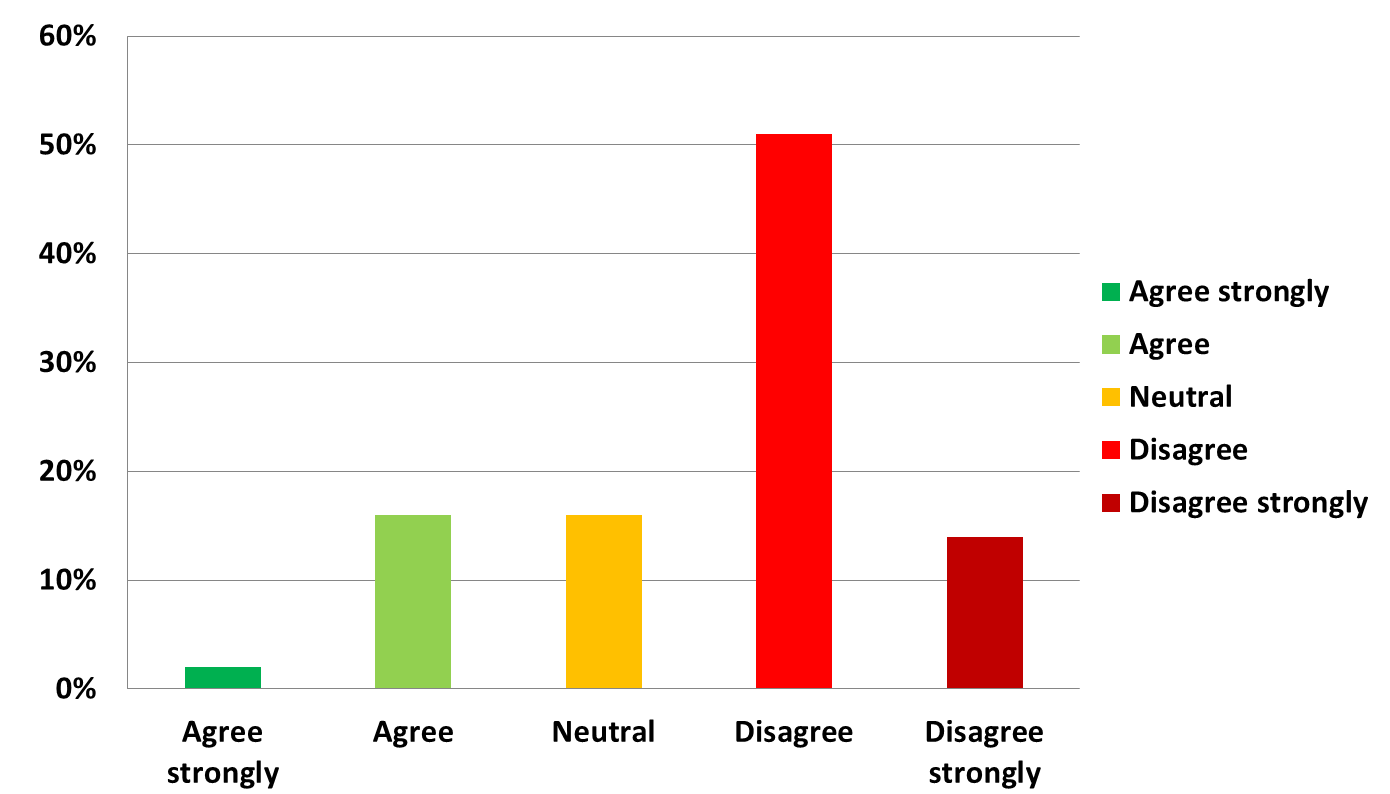 60%
50%
40%
30%
20%
10%
0%
Agree
strongly
Agree
Neutral
Disagree
Disagree
strongly
Agree strongly
Agree
Neutral
Disagree
Disagree strongly